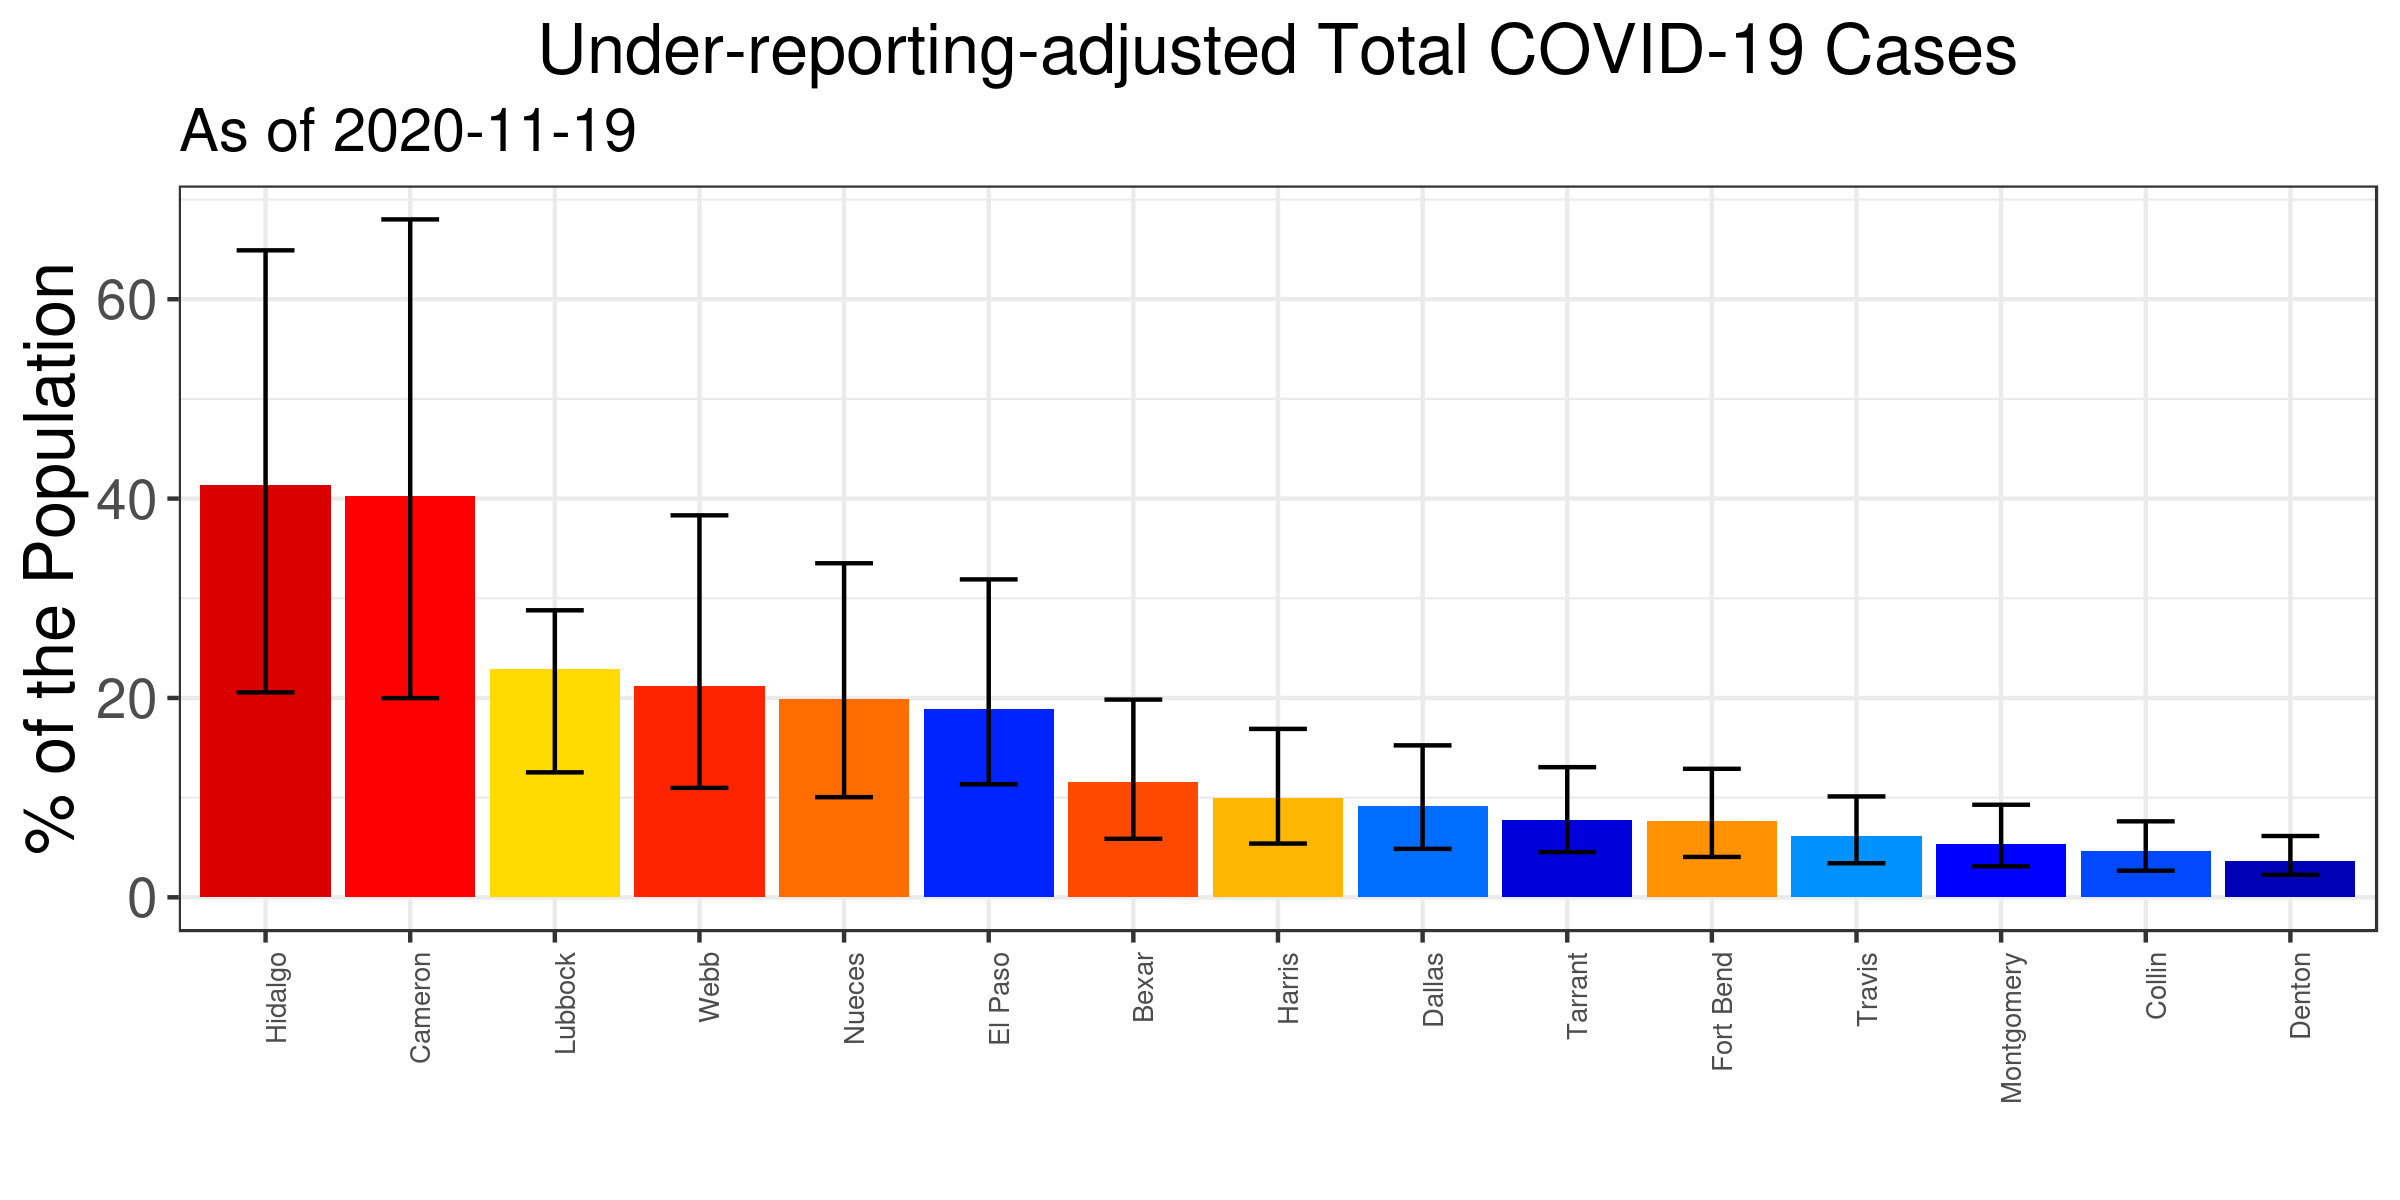 Under-reporting-adjusted Total COVID-19 Cases
As of 2020-11-19
% of the Population
60
40
20
0
Hidalgo
Cameron
Lubbock
Webb
Nueces
El Paso
Bexar
Harris
Dallas
Tarrant
Fort Bend
Travis
Montgomery
Collin
Denton